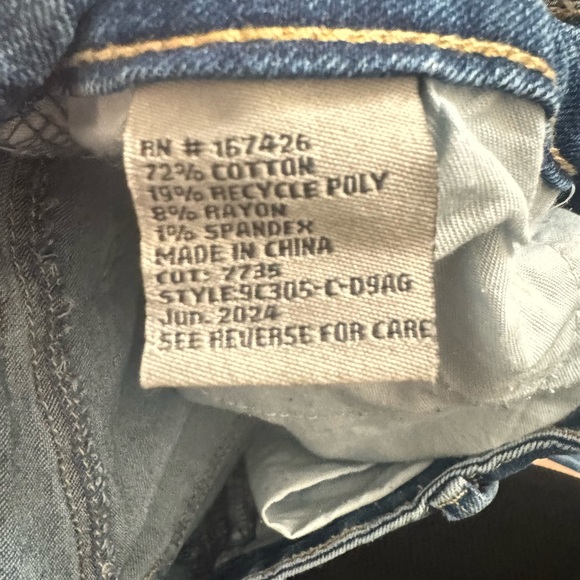 RN # 167426
72% COTTON
19% RECYCLE POLY
8% RAYON
1% SPANDEX
MADE IN CHINA
CUT: 7735
STYLE:9C305-C-D9AG
Jun. 2024
SEE REVERSE FOR CARE